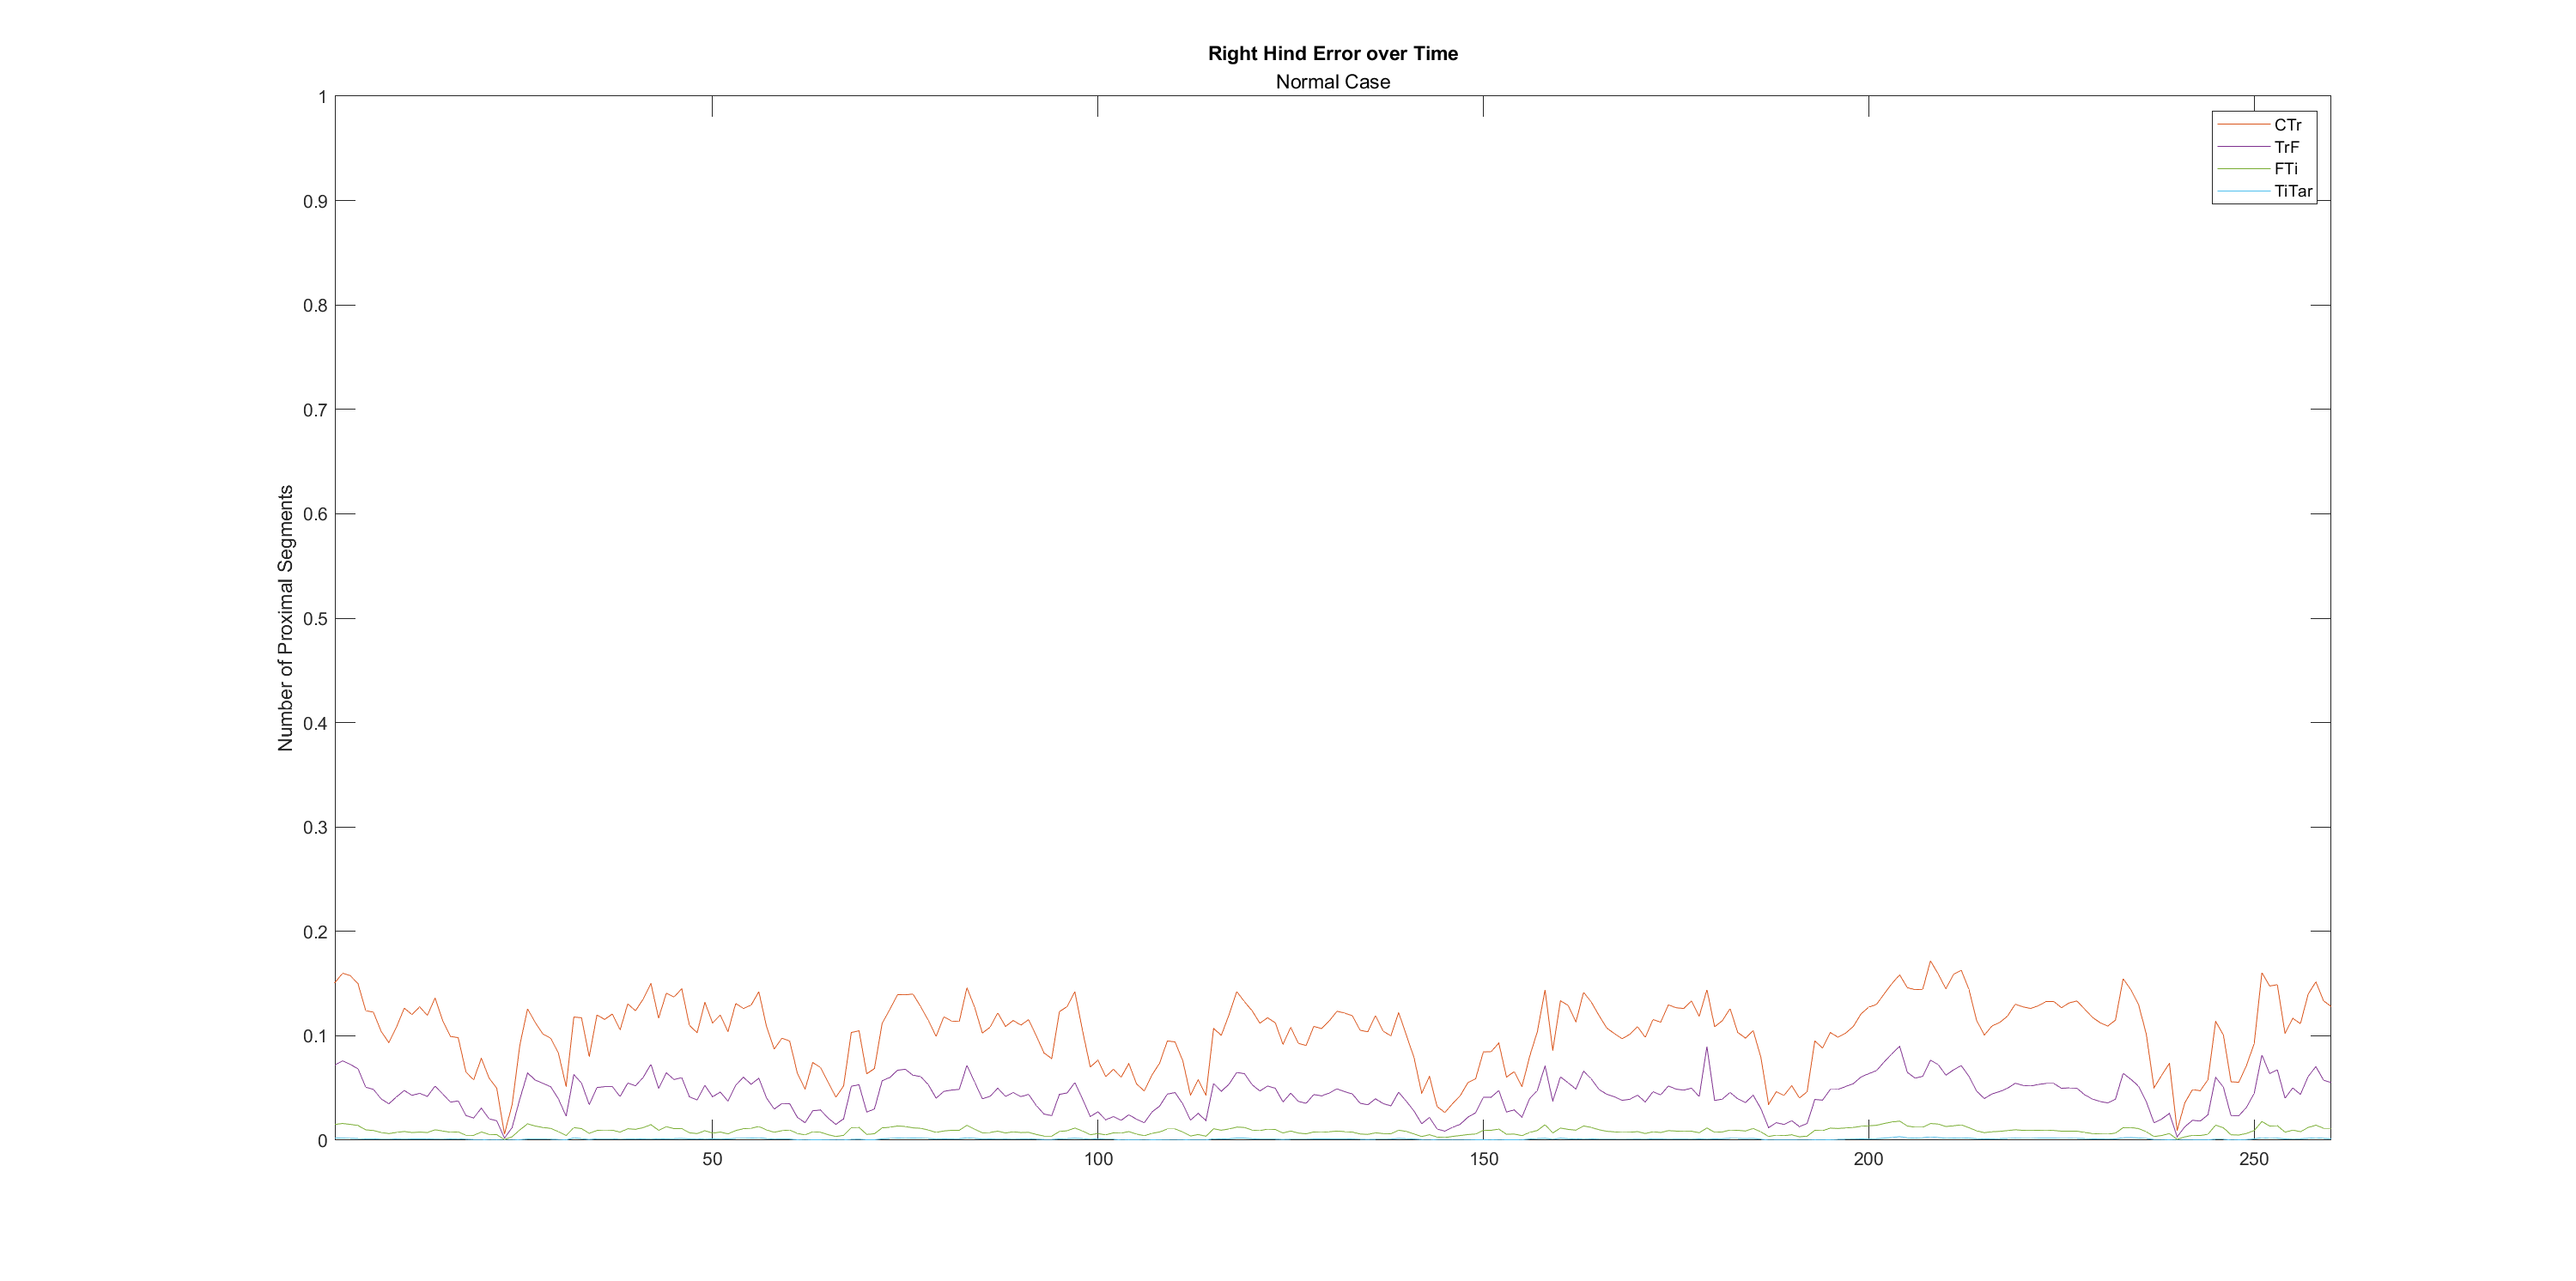 Right Hind Error over Time
Normal Case
Number of Proximal Segments
1
0.9
0.8
0.7
0.6
0.5
0.4
0.3
0.2
0.1
0
50
100
150
200
250
CTr
TrF
FTi
TiTar